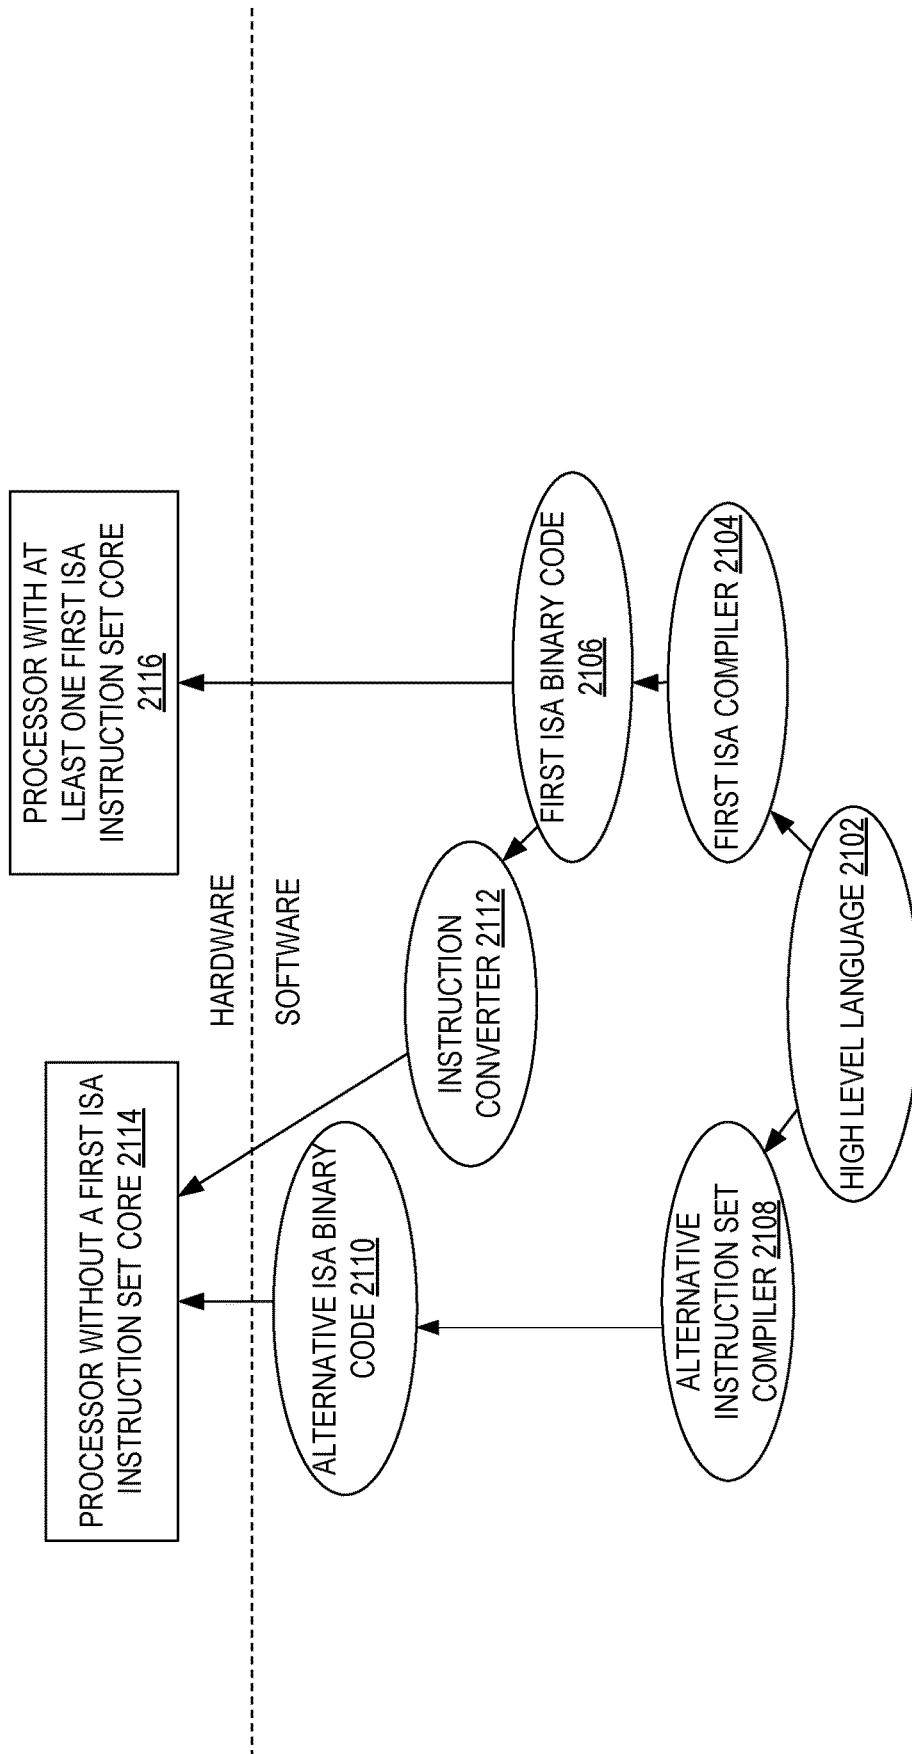 PROCESSOR WITHOUT A FIRST ISA
INSTRUCTION SET CORE 2114
PROCESSOR WITH AT
LEAST ONE FIRST ISA
INSTRUCTION SET CORE
2116
HARDWARE
SOFTWARE
ALTERNATIVE ISA BINARY
CODE 2110
INSTRUCTION
CONVERTER 2112
FIRST ISA BINARY CODE
2106
ALTERNATIVE
INSTRUCTION SET
COMPILER 2108
FIRST ISA COMPILER 2104
HIGH LEVEL LANGUAGE 2102